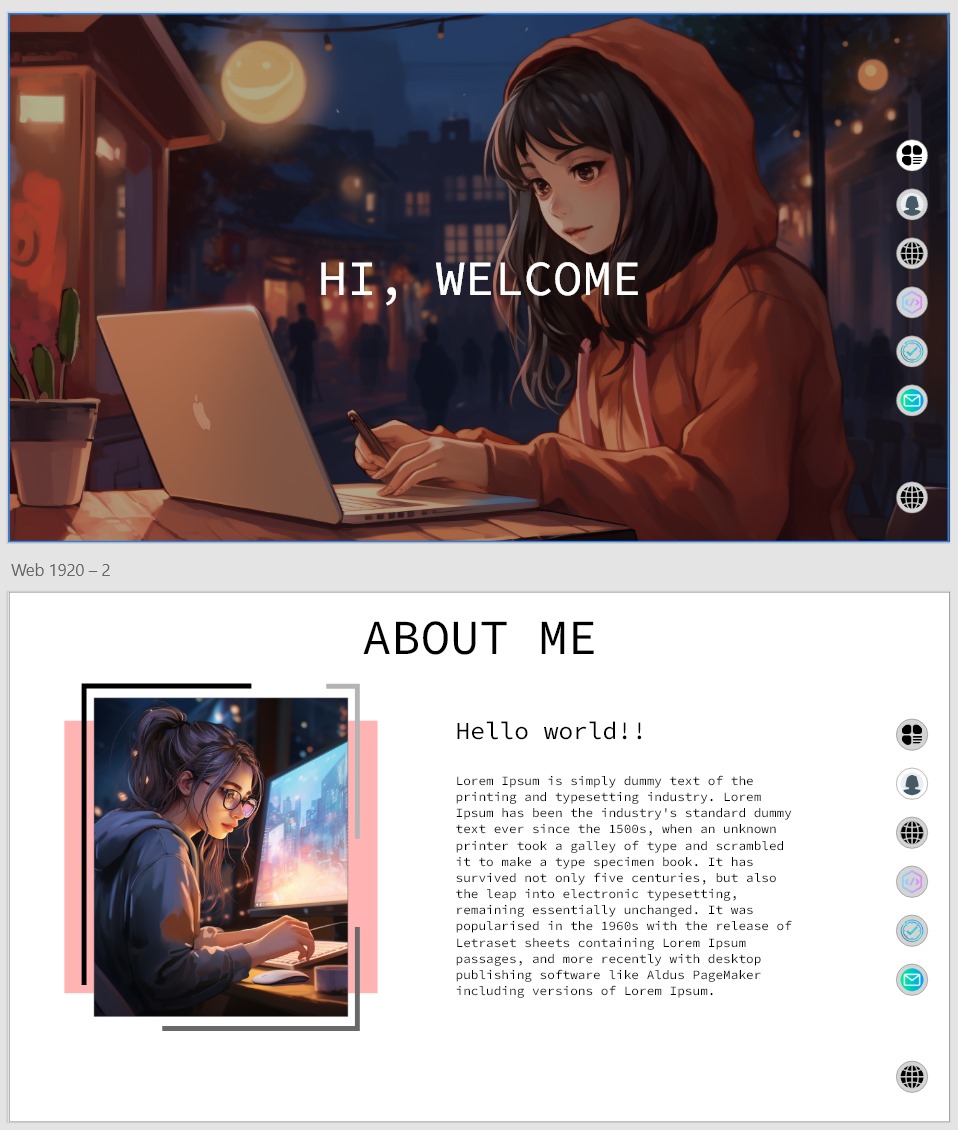 HI, WELCOME
Web 1920 – 2
ABOUT ME
Hello world!!
Lorem Ipsum is simply dummy text of the
printing and typesetting industry. Lorem
Ipsum has been the industry's standard dummy
text ever since the 1500s, when an unknown
printer took a galley of type and scrambled
it to make a type specimen book. It has
survived not only five centuries, but also
the leap into electronic typesetting,
remaining essentially unchanged. It was
popularised in the 1960s with the release of
Letraset sheets containing Lorem Ipsum
passages, and more recently with desktop
publishing software like Aldus PageMaker
including versions of Lorem Ipsum.